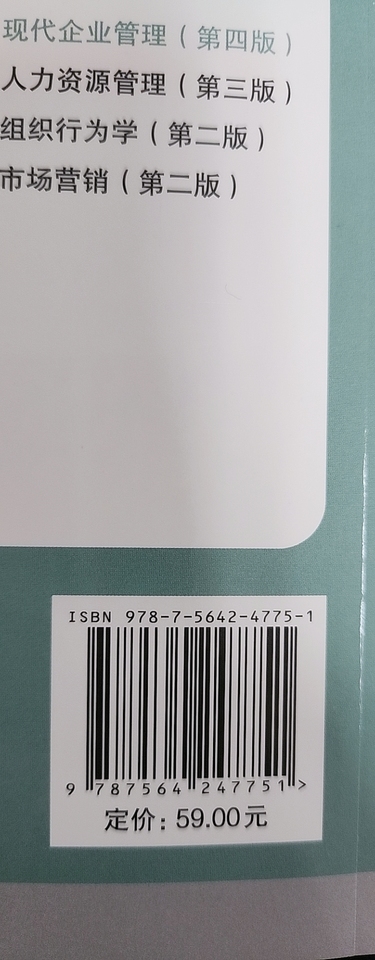 现代企业管理（第四版）
人力资源管理（第三版）
组织行为学（第二版）
市场营销（第二版）
ISBN 978-7-5642-4775-1
9 787564 247751 >
定价：59.00元